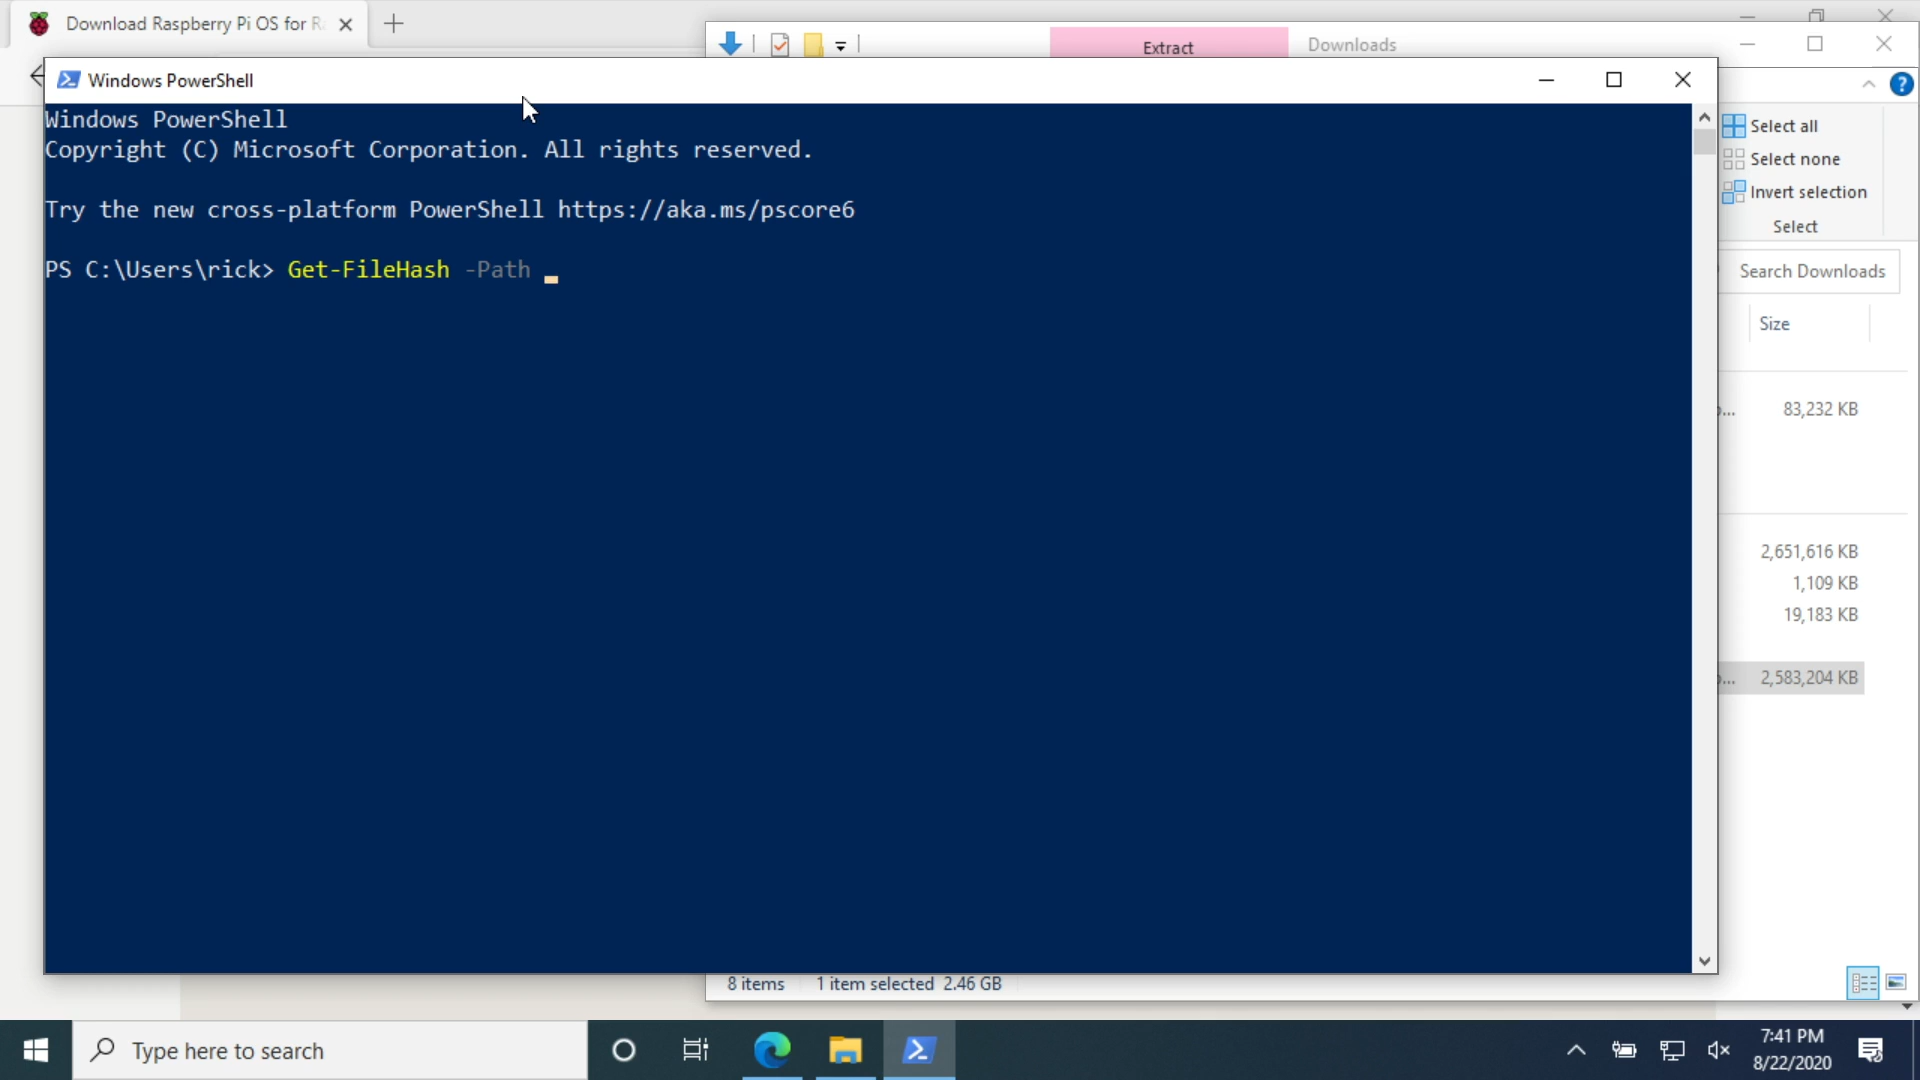 Download Raspberry Pi OS for Ra
Extract
Downloads
Windows PowerShell
Windows PowerShell
Copyright (C) Microsoft Corporation. All rights reserved.
Try the new cross-platform PowerShell https://aka.ms/pscore6
PS C:\Users\rick> Get-FileHash -Path
Select all
Select none
Invert selection
Select
Search Downloads
Size
83,232 KB
2,651,616 KB
1,109 KB
19,183 KB
2,583,204 KB
8 items 1 item selected 2.46 GB
Type here to search
7:41 PM
8/22/2020